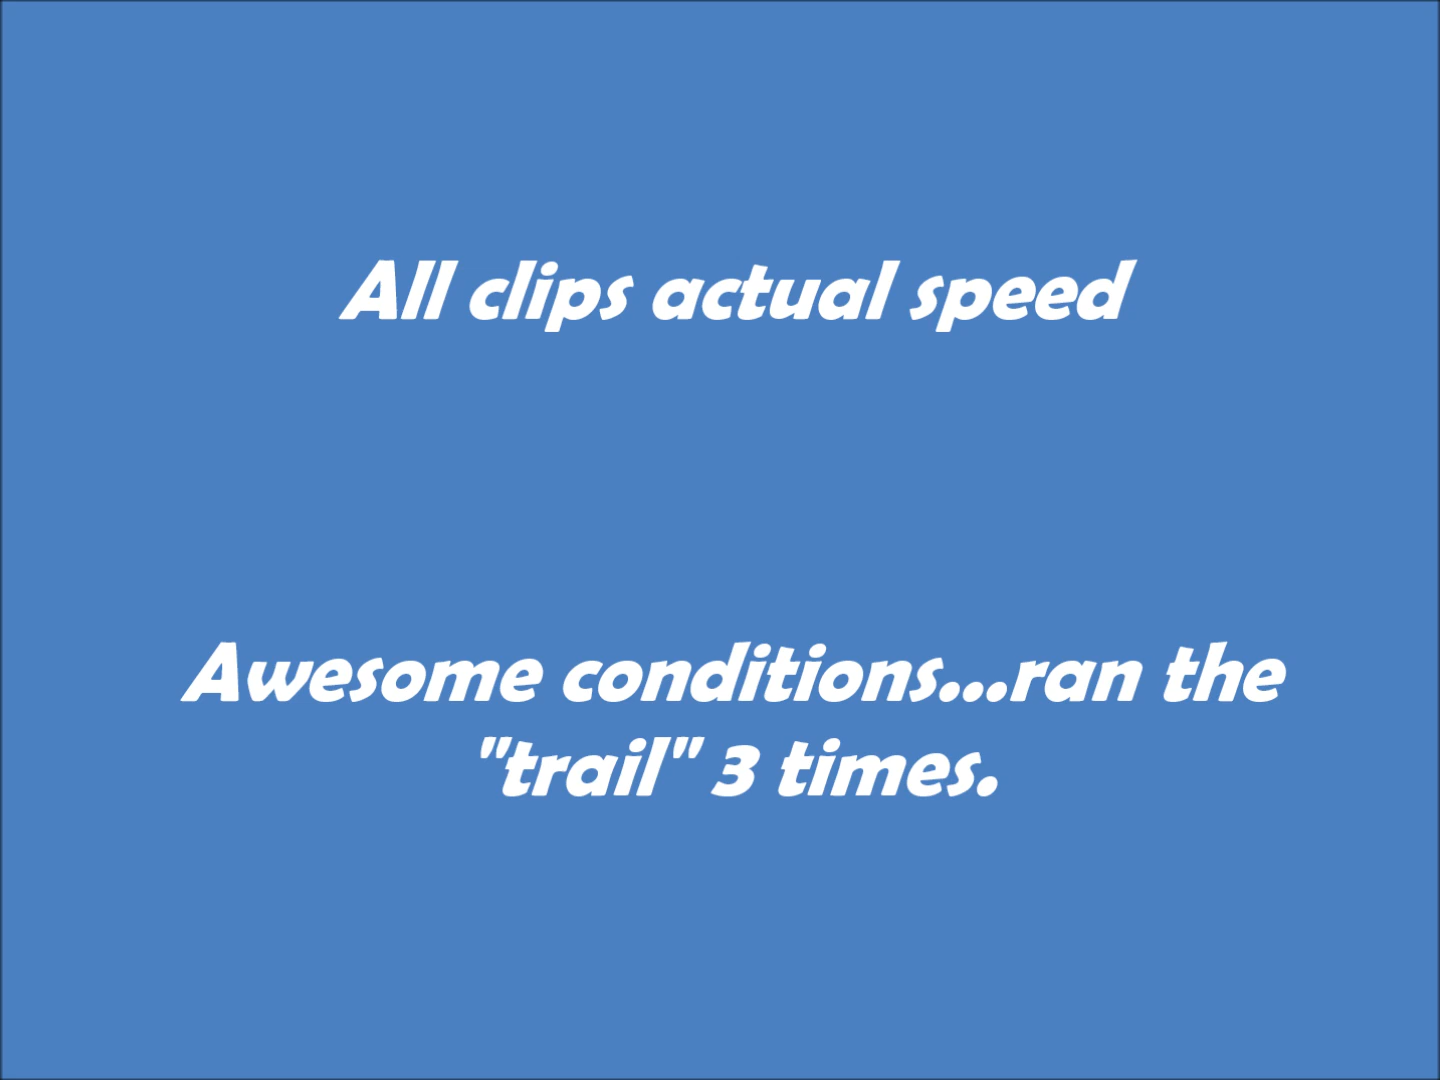 All clips actual speed
Awesome conditions...ran the
"trail" 3 times.